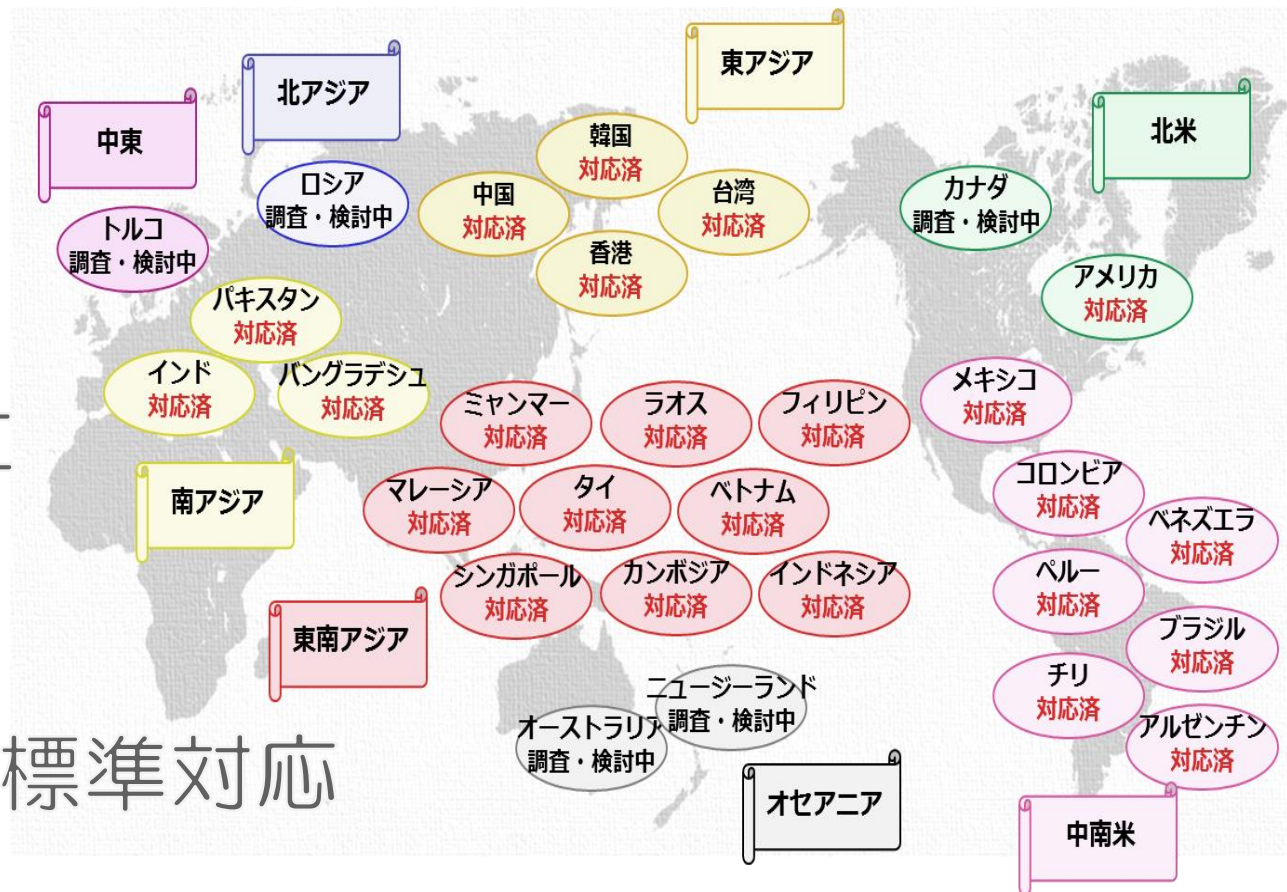 東アジア
北アジア
北米
中東
韓国
対応済
ロシア
調査・検討中
中国
対応済
台湾
対応済
カナダ
調査・検討中
トルコ
調査・検討中
香港
対応済
アメリカ
対応済
パキスタン
対応済
インド
対応済
バングラデシュ
対応済
ミャンマー
対応済
ラオス
対応済
フィリピン
対応済
メキシコ
対応済
南アジア
マレーシア
対応済
タイ
対応済
ベトナム
対応済
コロンビア
対応済
ベネズエラ
対応済
シンガポール
対応済
カンボジア
対応済
インドネシア
対応済
ペルー
対応済
東南アジア
ブラジル
対応済
チリ
対応済
ニュージーランド
調査・検討中
オーストラリア
調査・検討中
アルゼンチン
対応済
標準対応
オセアニア
中南米